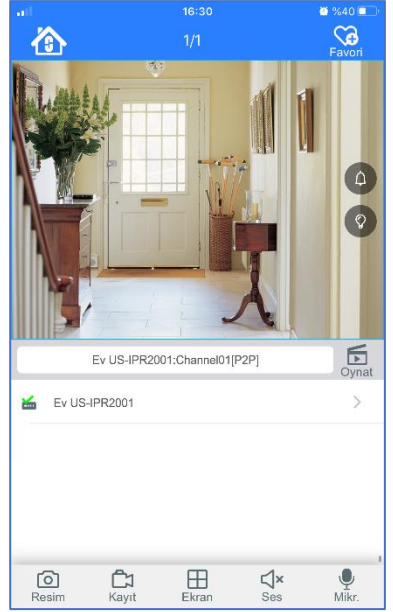 16:30
%40
1/1
Favori
Ev US-IPR2001:Channel01[P2P]
Oynat
Ev US-IPR2001
Resim Kayıt Ekran Ses Mikr.